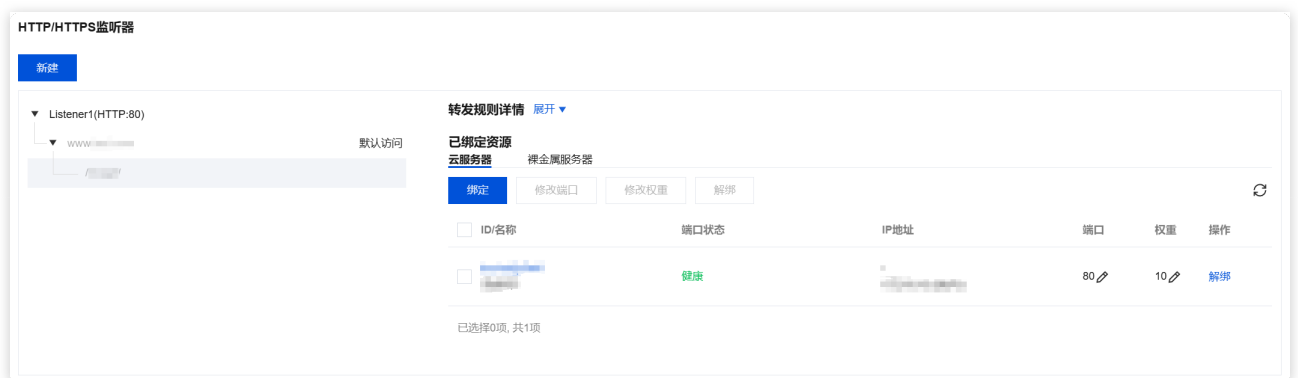 HTTP/HTTPS监听器
新建
Listener1(HTTP:80)
www
默认访问
转发规则详情 展开
已绑定资源
云服务器 裸金属服务器
绑定 修改端口 修改权重 解绑
ID/名称 端口状态 IP地址 端口 权重 操作
健康 80 10 解绑
已选择0项, 共1项